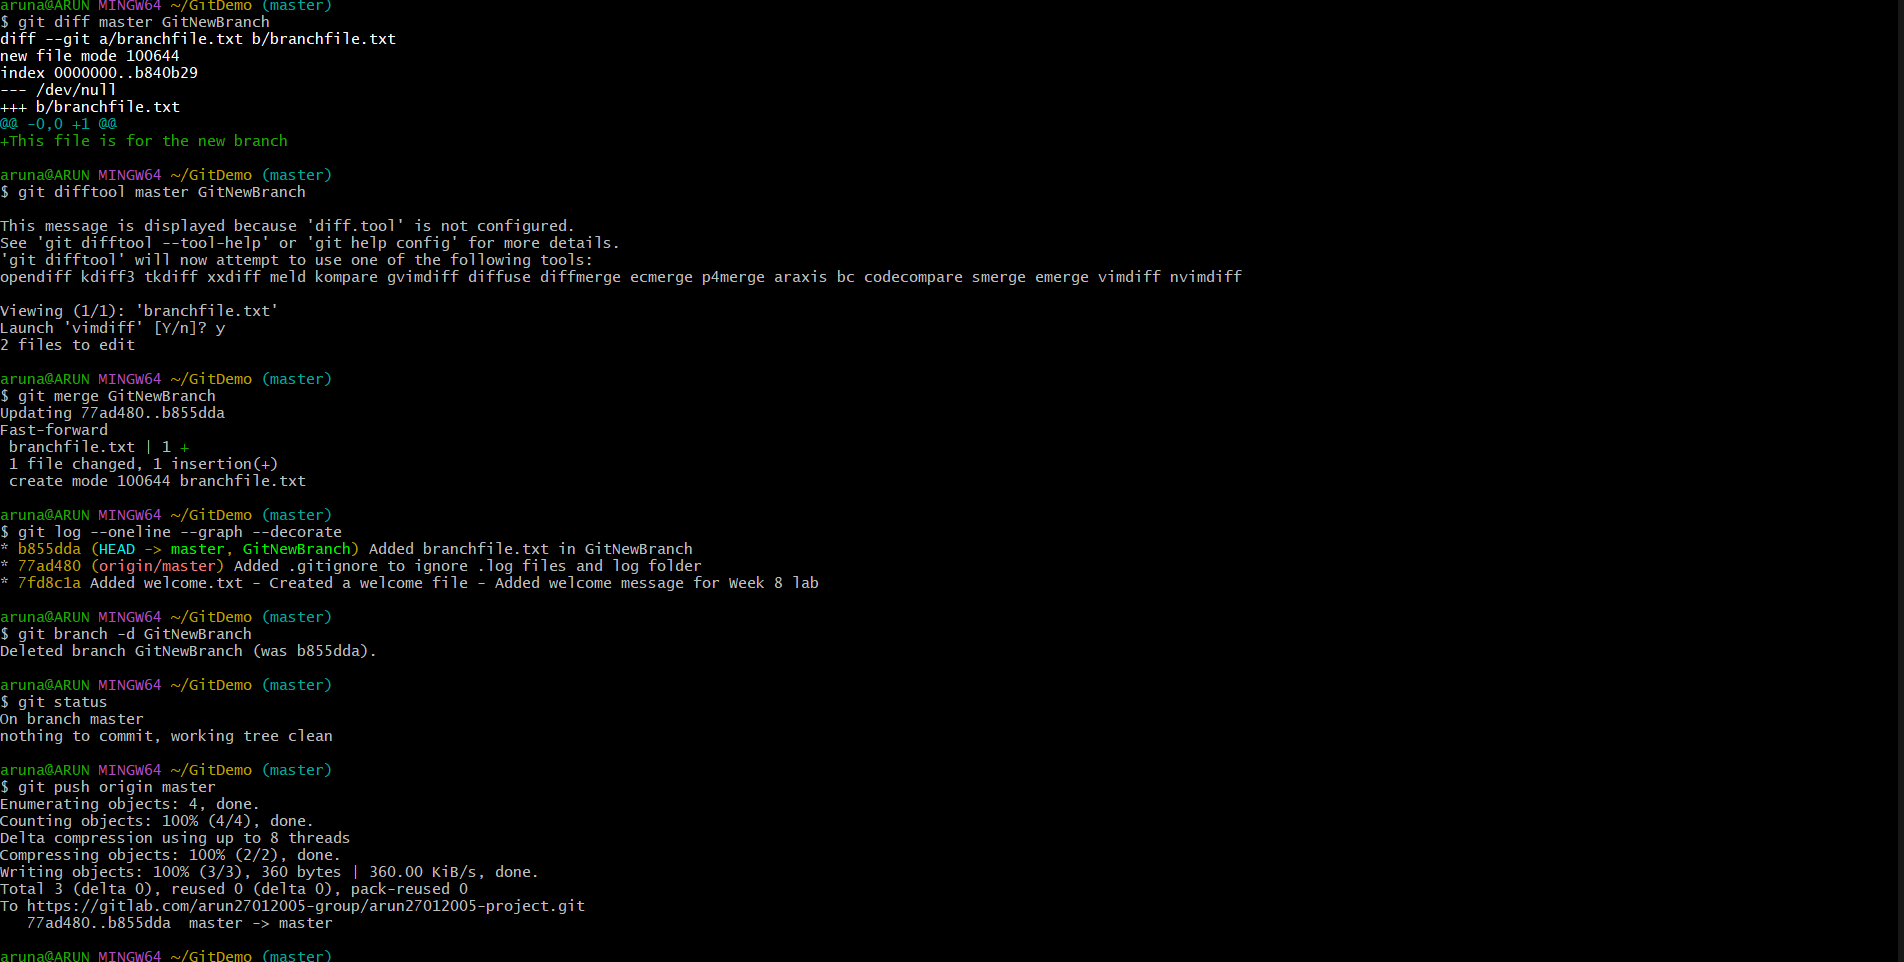 aruna@ARUN MINGW64 ~/GitDemo (master)
$ git diff master GitNewBranch
diff --git a/branchfile.txt b/branchfile.txt
new file mode 100644
index 0000000..b840b29
--- /dev/null
+++ b/branchfile.txt
@@ -0,0 +1 @@
+This file is for the new branch
aruna@ARUN MINGW64 ~/GitDemo (master)
$ git difftool master GitNewBranch
This message is displayed because 'diff.tool' is not configured.
See 'git difftool --tool-help' or 'git help config' for more details.
'git difftool' will now attempt to use one of the following tools:
opendiff kdiff3 tkdiff xxdiff meld kompare gvimdiff diffuse diffmerge ecmerge p4merge araxis bc codecompare smerge emerge vimdiff nvimdiff
Viewing (1/1): 'branchfile.txt'
Launch 'vimdiff' [Y/n]? y
2 files to edit
aruna@ARUN MINGW64 ~/GitDemo (master)
$ git merge GitNewBranch
Updating 77ad480..b855dda
Fast-forward
 branchfile.txt | 1 +
 1 file changed, 1 insertion(+)
 create mode 100644 branchfile.txt
aruna@ARUN MINGW64 ~/GitDemo (master)
$ git log --oneline --graph --decorate
* b855dda (HEAD -> master, GitNewBranch) Added branchfile.txt in GitNewBranch
* 77ad480 (origin/master) Added .gitignore to ignore .log files and log folder
* 7fd8c1a Added welcome.txt - Created a welcome file - Added welcome message for Week 8 lab
aruna@ARUN MINGW64 ~/GitDemo (master)
$ git branch -d GitNewBranch
Deleted branch GitNewBranch (was b855dda).
aruna@ARUN MINGW64 ~/GitDemo (master)
$ git status
On branch master
nothing to commit, working tree clean
aruna@ARUN MINGW64 ~/GitDemo (master)
$ git push origin master
Enumerating objects: 4, done.
Counting objects: 100% (4/4), done.
Delta compression using up to 8 threads
Compressing objects: 100% (2/2), done.
Writing objects: 100% (3/3), 360 bytes | 360.00 KiB/s, done.
Total 3 (delta 0), reused 0 (delta 0), pack-reused 0
To https://gitlab.com/arun27012005-group/arun27012005-project.git
   77ad480..b855dda  master -> master
aruna@ARUN MINGW64 ~/GitDemo (master)